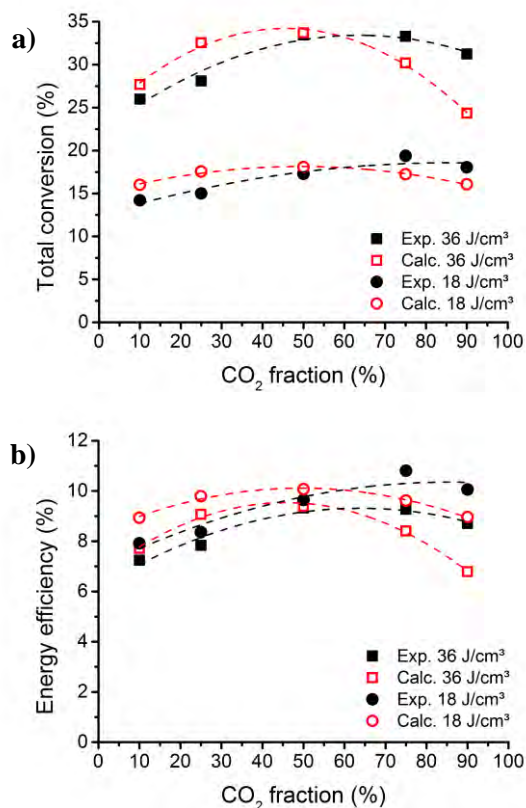 a)
35
30
25
20
15
10
5
0
Total conversion (%)
Exp. 36 J/cm³
Calc. 36 J/cm³
Exp. 18 J/cm³
Calc. 18 J/cm³
0 10 20 30 40 50 60 70 80 90 100
CO₂ fraction (%)
b)
12
10
8
6
4
2
0
Energy efficiency (%)
Exp. 36 J/cm³
Calc. 36 J/cm³
Exp. 18 J/cm³
Calc. 18 J/cm³
0 10 20 30 40 50 60 70 80 90 100
CO₂ fraction (%)